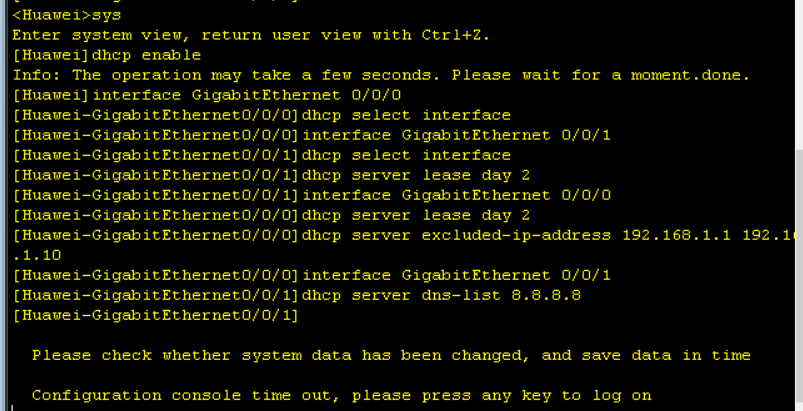 <Huawei>sys
Enter system view, return user view with Ctrl+Z.
[Huawei]dhcp enable
Info: The operation may take a few seconds. Please wait for a moment.done.
[Huawei]interface GigabitEthernet 0/0/0
[Huawei-GigabitEthernet0/0/0]dhcp select interface
[Huawei-GigabitEthernet0/0/0]interface GigabitEthernet 0/0/1
[Huawei-GigabitEthernet0/0/1]dhcp select interface
[Huawei-GigabitEthernet0/0/1]dhcp server lease day 2
[Huawei-GigabitEthernet0/0/1]interface GigabitEthernet 0/0/0
[Huawei-GigabitEthernet0/0/0]dhcp server lease day 2
[Huawei-GigabitEthernet0/0/0]dhcp server excluded-ip-address 192.168.1.1
.1.10
[Huawei-GigabitEthernet0/0/0]interface GigabitEthernet 0/0/1
[Huawei-GigabitEthernet0/0/1]dhcp server dns-list 8.8.8.8
[Huawei-GigabitEthernet0/0/1]
Please check whether system data has been changed, and save data in time
Configuration console time out, please press any key to log on